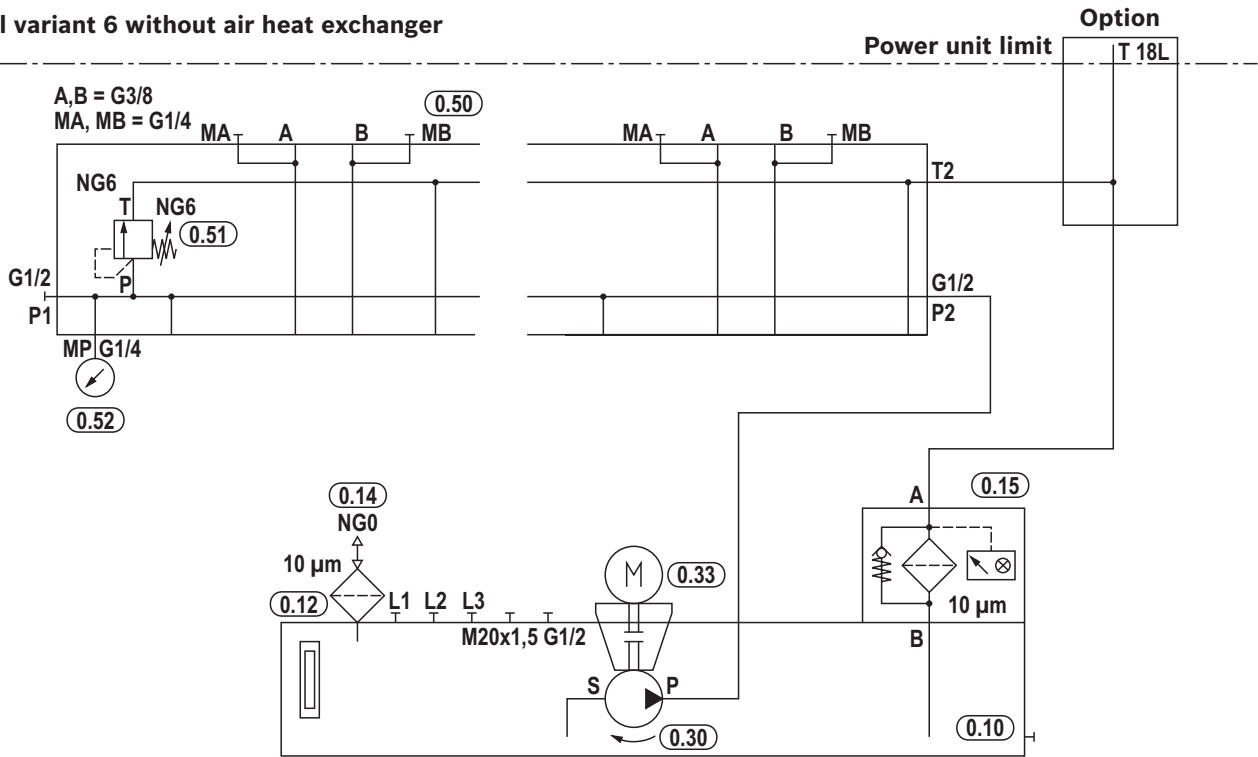 l variant 6 without air heat exchanger
Option
Power unit limit
T 18L
A,B = G3/8
MA, MB = G1/4
0.50
MA A B MB
MA A B MB
T2
NG6
T NG6
0.51
P
G1/2
P1
G1/2
P2
MP G1/4
0.52
0.14
NG0
10 µm
0.12
L1 L2 L3
M20x1,5 G1/2
M
0.33
S P
0.30
A
0.15
10 µm
B
0.10